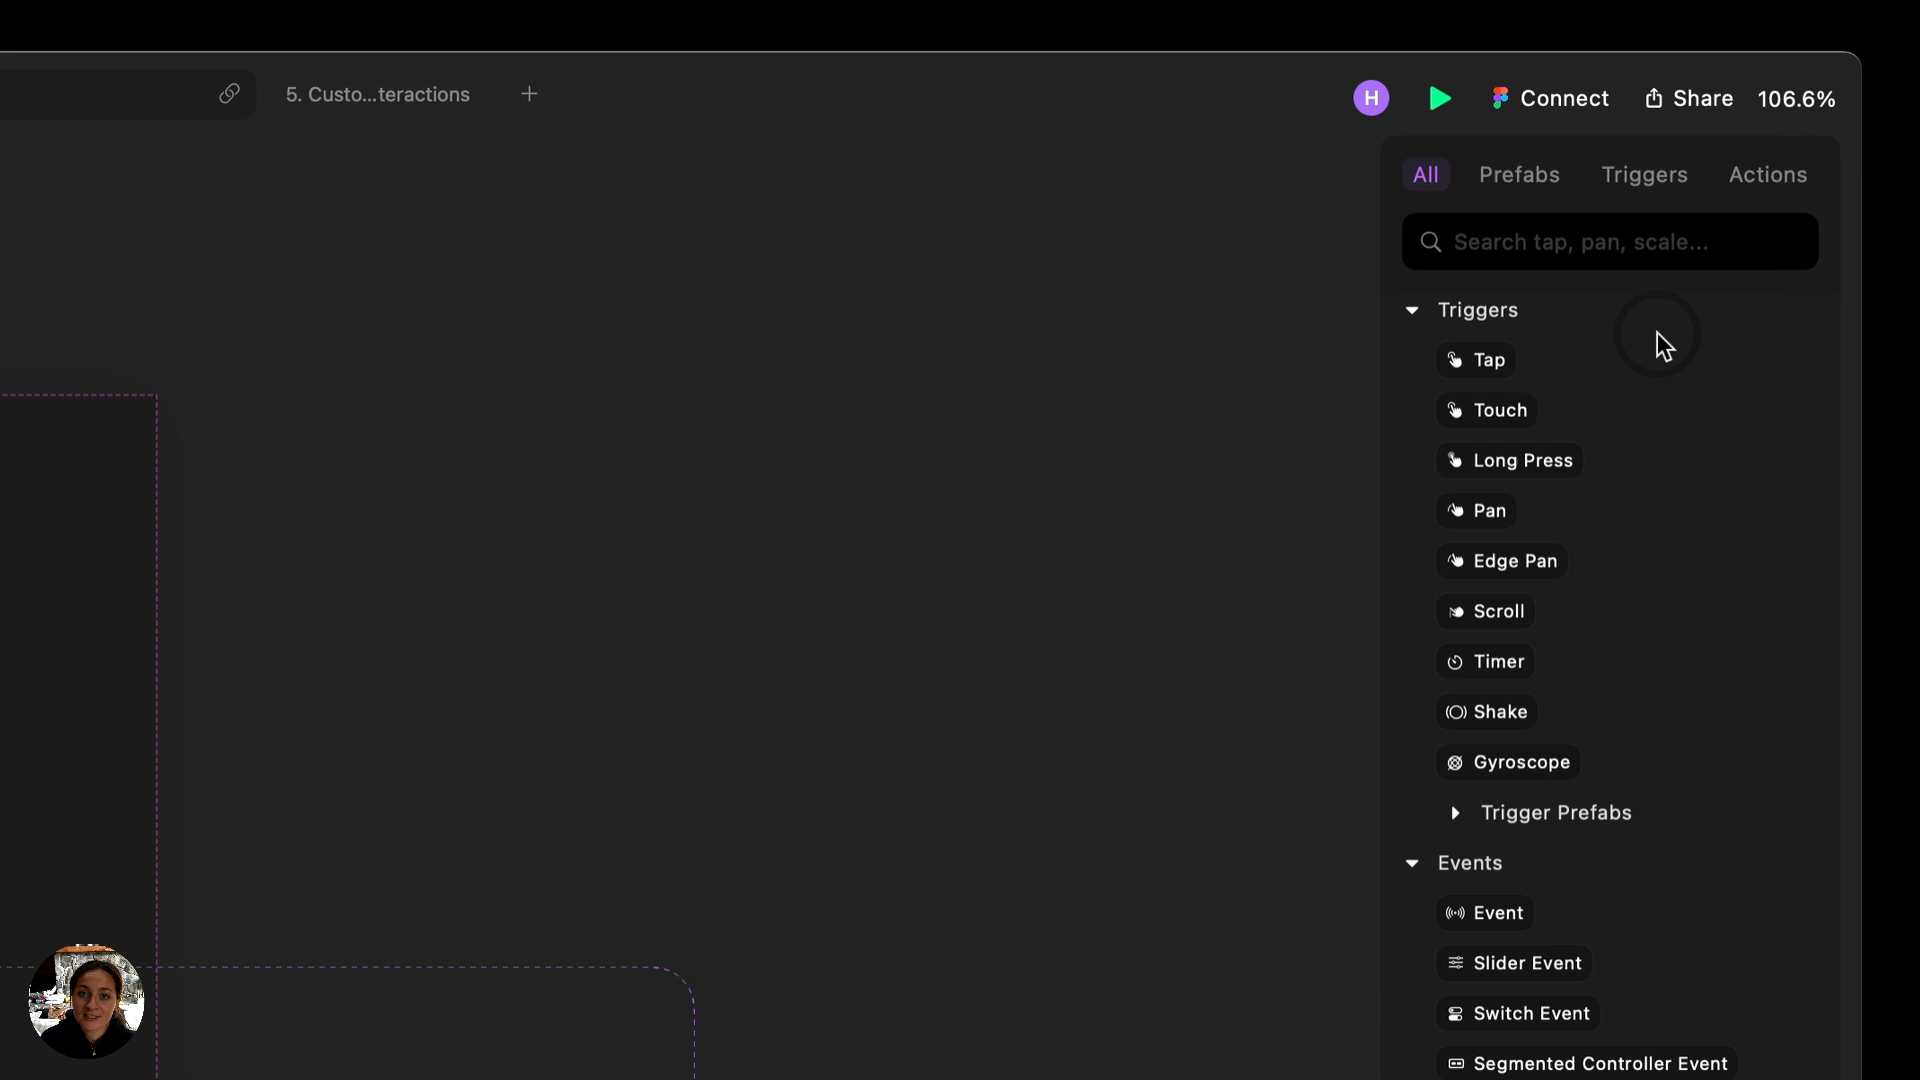 5. Custo...teractions
H
Connect
Share
106.6%
All
Prefabs
Triggers
Actions
Search tap, pan, scale...
Triggers
Tap
Touch
Long Press
Pan
Edge Pan
Scroll
Timer
Shake
Gyroscope
Trigger Prefabs
Events
Event
Slider Event
Switch Event
Segmented Controller Event